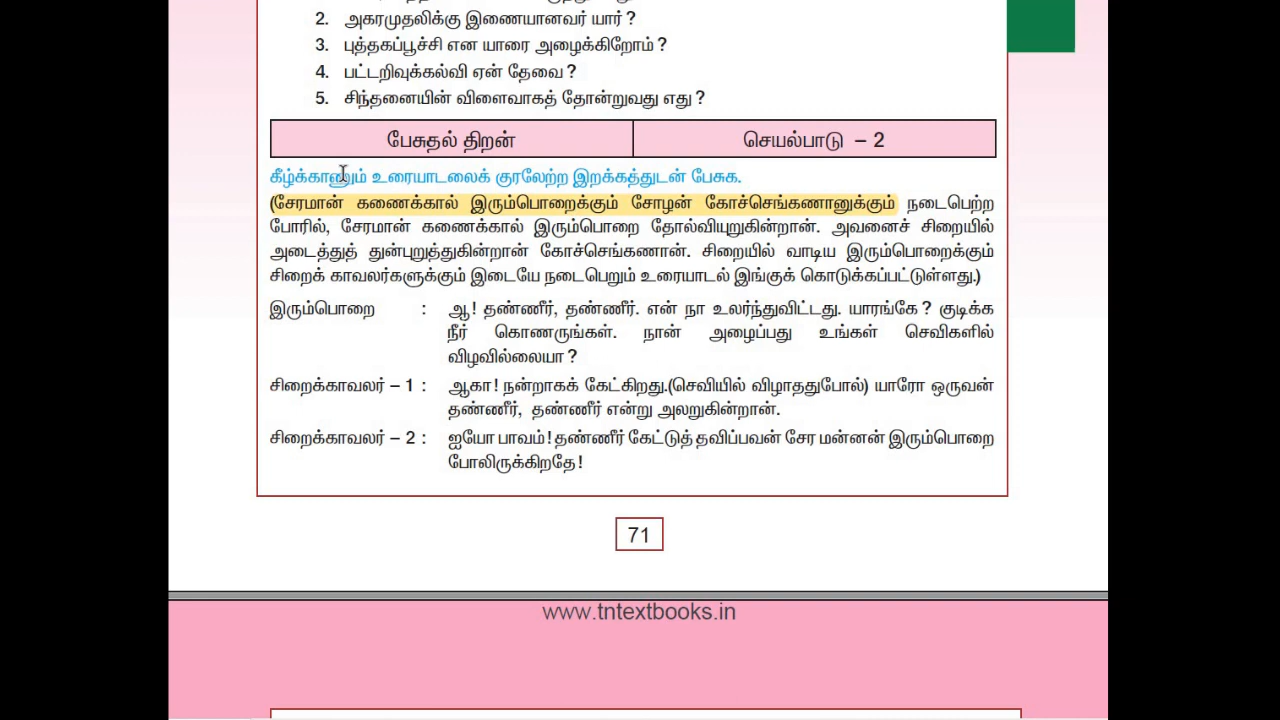 2. அகரமுதலிக்கு இணையானவர் யார் ?
3. புத்தகப்பூச்சி என யாரை அழைக்கிறோம் ?
4. பட்டறிவுக்கல்வி ஏன் தேவை ?
5. சிந்தனையின் விளைவாகத் தோன்றுவது எது ?
பேசுதல் திறன் செயல்பாடு – 2
கீழ்க்காணும் உரையாடலைக் குரலேற்ற இறக்கத்துடன் பேசுக.
(சேரமான் கணைக்கால் இரும்பொறைக்கும் சோழன் கோச்செங்கணானுக்கும் நடைபெற்ற
போரில், சேரமான் கணைக்கால் இரும்பொறை தோல்வியுறுகின்றான். அவனைச் சிறையில்
அடைத்துத் துன்புறுத்துகின்றான் கோச்செங்கணான். சிறையில் வாடிய இரும்பொறைக்கும்
சிறைக் காவலர்களுக்கும் இடையே நடைபெறும் உரையாடல் இங்குக் கொடுக்கப்பட்டுள்ளது.)
இரும்பொறை : ஆ! தண்ணீர், தண்ணீர். என் நா உலர்ந்துவிட்டது. யாரங்கே ? குடிக்க
நீர் கொணருங்கள். நான் அழைப்பது உங்கள் செவிகளில்
விழவில்லையா ?
சிறைக்காவலர் – 1 : ஆகா! நன்றாகக் கேட்கிறது.(செவியில் விழாததுபோல்) யாரோ ஒருவன்
தண்ணீர், தண்ணீர் என்று அலறுகின்றான்.
சிறைக்காவலர் – 2 : ஐயோ பாவம்! தண்ணீர் கேட்டுத் தவிப்பவன் சேர மன்னன் இரும்பொறை
போலிருக்கிறதே!
71
www.tntextbooks.in